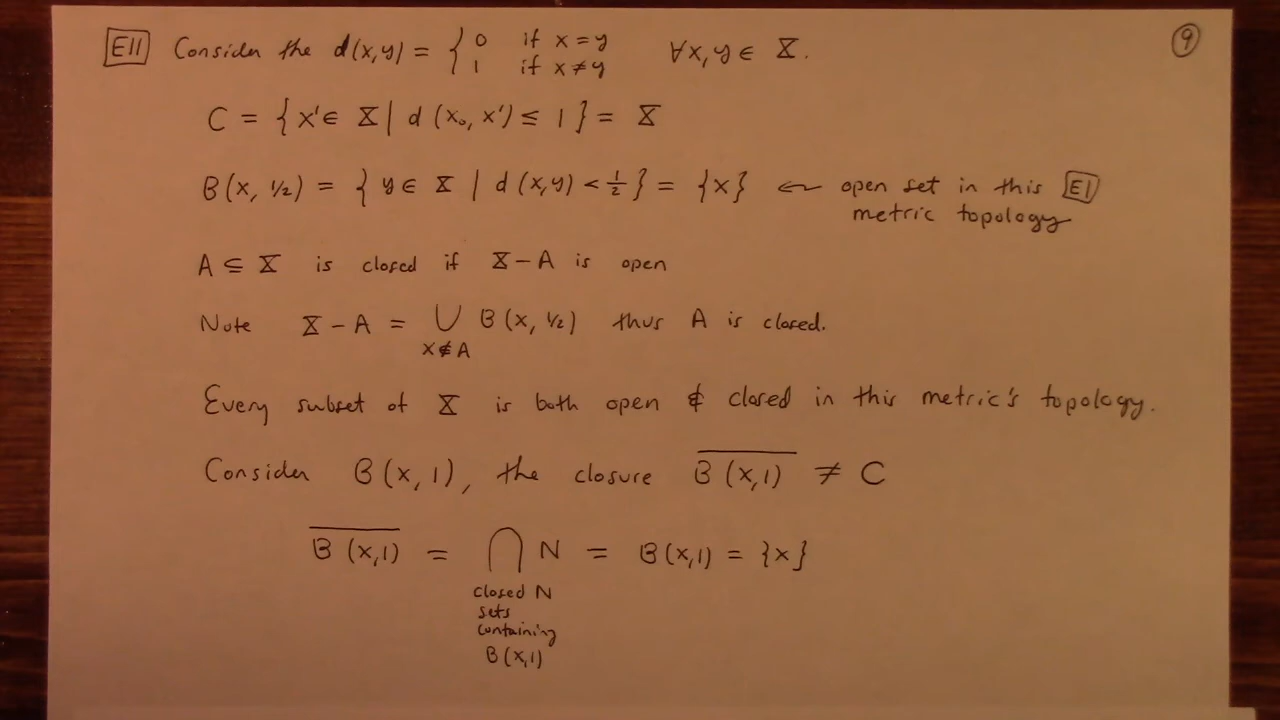 E11 Consider the d(x,y) = { 0 if x=y ∀x,y ∈ X. 9
1 if x≠y
C = { x'∈ X | d(x₀, x') ≤ 1 } = X
B(x, 1/2) = { y ∈ X | d(x,y) < 1/2 } = {x} ← open set in this E1
metric topology
A ⊆ X is closed if X-A is open
Note X - A = ∪ B(x, 1/2) thus A is closed.
x∉A
Every subset of X is both open & closed in this metric's topology.
Consider B(x,1), the closure \overline{B(x,1)} ≠ C
\overline{B(x,1)} = ∩ N = B(x,1) = {x}
closed N
sets
containing
B(x,1)